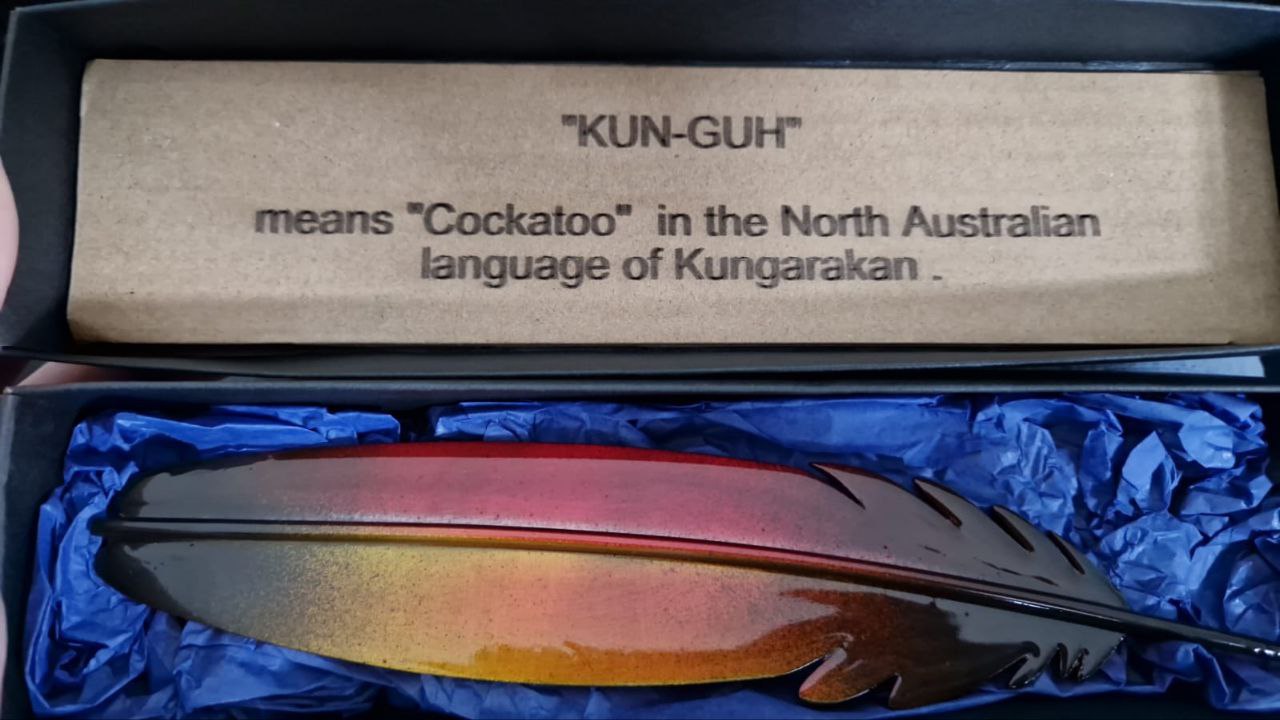 "KUN-GUH"
means "Cockatoo" in the North Australian
language of Kungarakan .